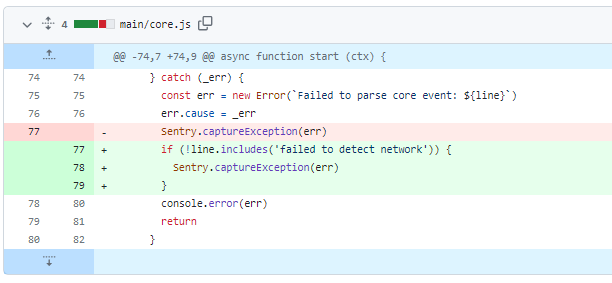 4 main/core.js
@@ -74,7 +74,9 @@ async function start (ctx) {
74 74 } catch (_err) {
75 75 const err = new Error(`Failed to parse core event: ${line}`)
76 76 err.cause = _err
77 - Sentry.captureException(err)
77 + if (!line.includes('failed to detect network')) {
78 + Sentry.captureException(err)
79 + }
78 80 console.error(err)
79 81 return
80 82 }